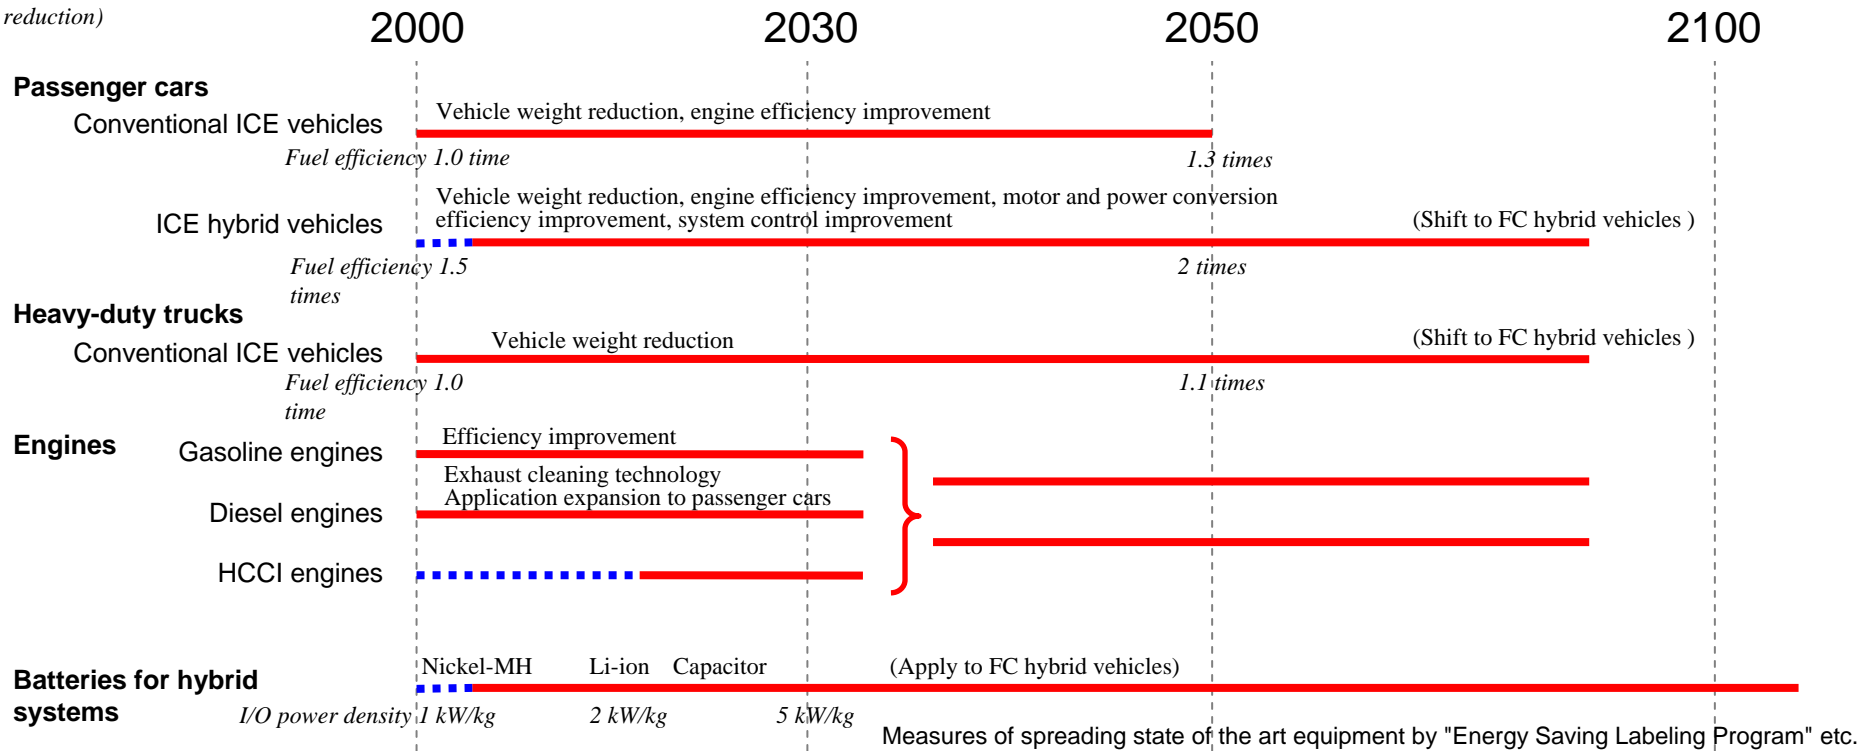 reduction)
2000 2030 2050 2100
Passenger cars
Conventional ICE vehicles
Vehicle weight reduction, engine efficiency improvement
Fuel efficiency 1.0 time
1.3 times
ICE hybrid vehicles
Vehicle weight reduction, engine efficiency improvement, motor and power conversion
efficiency improvement, system control improvement
(Shift to FC hybrid vehicles )
Fuel efficiency 1.5
times
2 times
Heavy-duty trucks
Conventional ICE vehicles
Vehicle weight reduction
(Shift to FC hybrid vehicles )
Fuel efficiency 1.0
time
1.1 times
Engines
Gasoline engines
Efficiency improvement
Exhaust cleaning technology
Application expansion to passenger cars
Diesel engines
HCCI engines
Batteries for hybrid
systems
Nickel-MH Li-ion Capacitor (Apply to FC hybrid vehicles)
I/O power density 1 kW/kg 2 kW/kg 5 kW/kg
Measures of spreading state of the art equipment by "Energy Saving Labeling Program" etc.